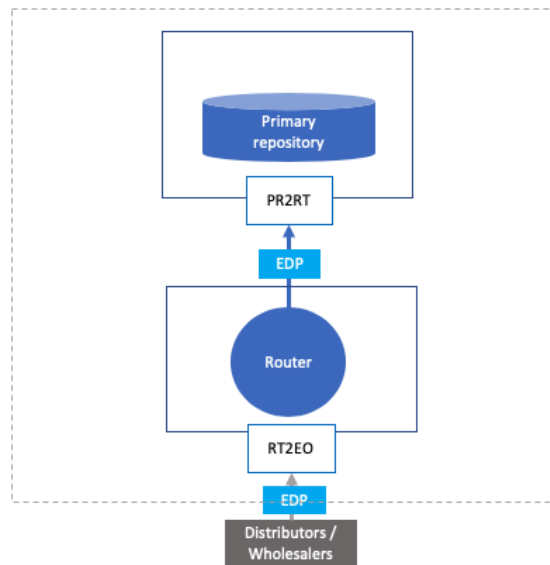 Primary
repository
PR2RT
EDP
Router
RT2EO
EDP
Distributors /
Wholesalers